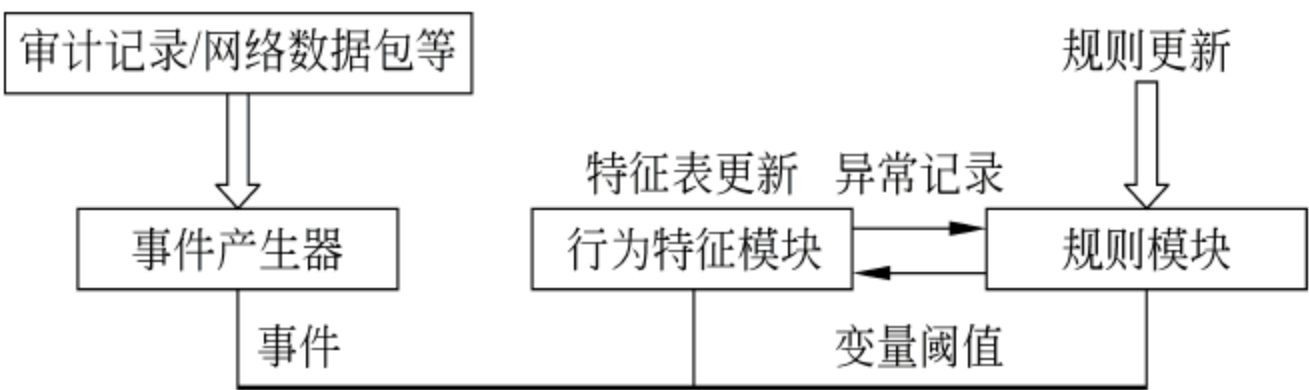 审计记录/网络数据包等
规则更新
特征表更新
异常记录
事件产生器
行为特征模块
规则模块
事件
变量阈值